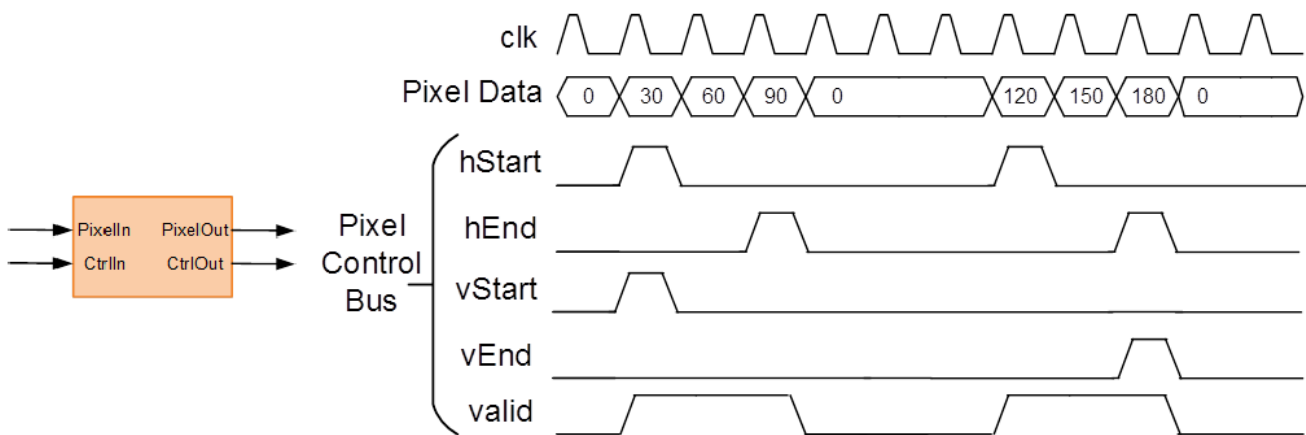 clk
Pixel Data 0 30 60 90 0 120 150 180 0
hStart
hEnd
vStart
vEnd
valid
Pixel
Control
Bus
PixelIn PixelOut
CtrlIn CtrlOut